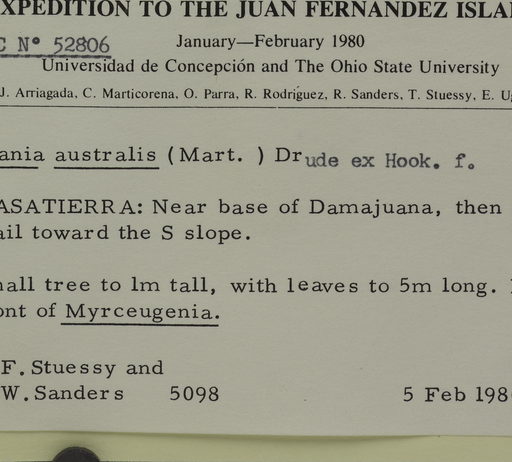 XPEDITION TO THE JUAN FERNANDEZ ISLA
C Nº 52806
January—February 1980
Universidad de Concepción and The Ohio State University
J. Arriagada, C. Marticorena, O. Parra, R. Rodríguez, R. Sanders, T. Stuessy, E. Ug
ania australis (Mart. ) Drude ex Hook. f.
ASATIERRA: Near base of Damajuana, then
ail toward the S slope.
nall tree to 1m tall, with leaves to 5m long.
ont of Myrceugenia.
F. Stuessy and
W. Sanders 5098 5 Feb 198